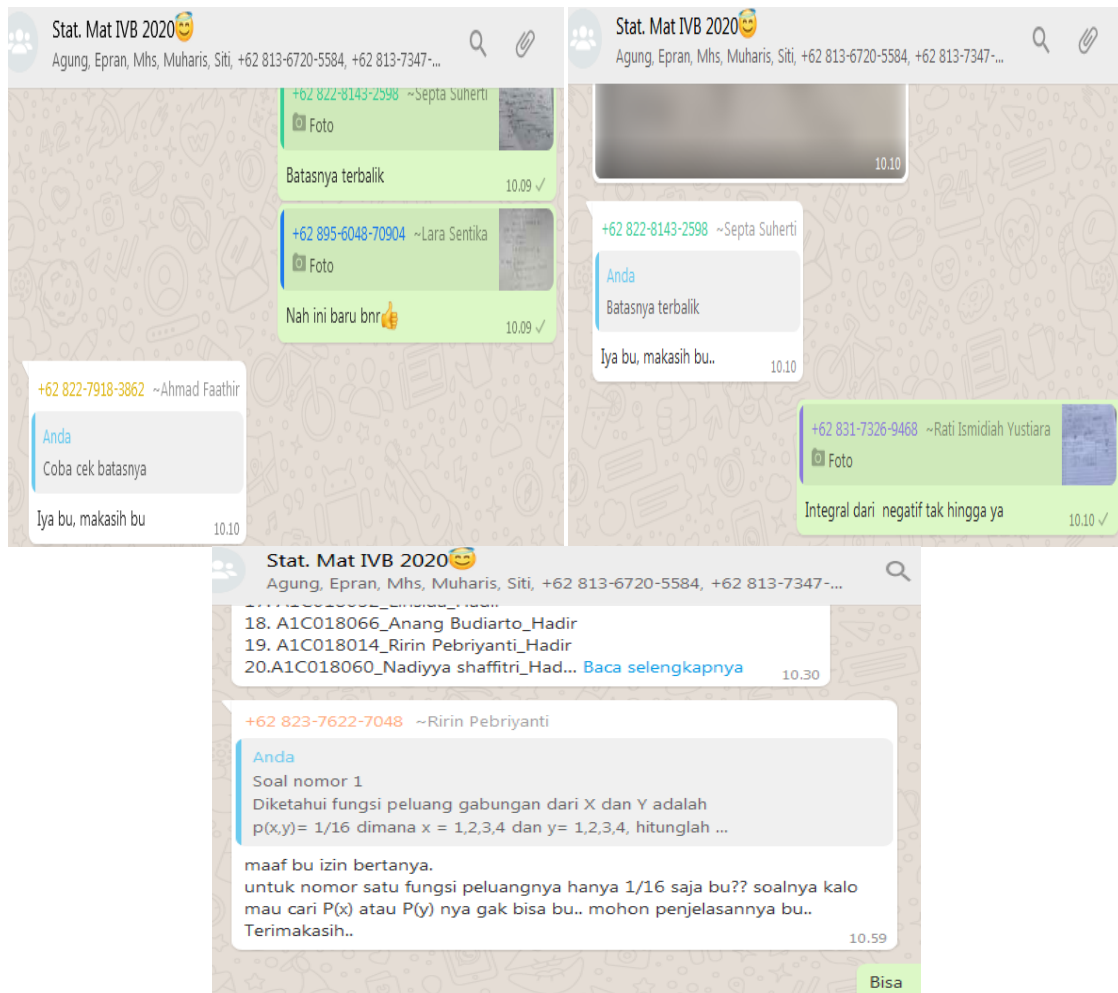 Stat. Mat IVB 2020😇
Agung, Epran, Mhs, Muharis, Siti, +62 813-6720-5584, +62 813-7347-...
+62 822-8143-2598 ~Septa Suherti
Foto
Batasnya terbalik
10.09
+62 895-6048-70904 ~Lara Sentika
Foto
Nah ini baru bnr👍
10.09
+62 822-7918-3862 ~Ahmad Faathir
Anda
Coba cek batasnya
Iya bu, makasih bu
10.10
Stat. Mat IVB 2020😇
Agung, Epran, Mhs, Muharis, Siti, +62 813-6720-5584, +62 813-7347-...
10.10
+62 822-8143-2598 ~Septa Suherti
Anda
Batasnya terbalik
Iya bu, makasih bu..
10.10
+62 831-7326-9468 ~Rati Ismidiah Yustiara
Foto
Integral dari negatif tak hingga ya
10.10
Stat. Mat IVB 2020😇
Agung, Epran, Mhs, Muharis, Siti, +62 813-6720-5584, +62 813-7347-...
18. A1C018066_Anang Budiarto_Hadir
19. A1C018014_Ririn Pebriyanti_Hadir
20.A1C018060_Nadiyya shaffitri_Had... Baca selengkapnya
10.30
+62 823-7622-7048 ~Ririn Pebriyanti
Anda
Soal nomor 1
Diketahui fungsi peluang gabungan dari X dan Y adalah
p(x,y)= 1/16 dimana x = 1,2,3,4 dan y= 1,2,3,4, hitunglah ...
maaf bu izin bertanya.
untuk nomor satu fungsi peluangnya hanya 1/16 saja bu?? soalnya kalo
mau cari P(x) atau P(y) nya gak bisa bu.. mohon penjelasannya bu..
Terimakasih..
10.59
Bisa